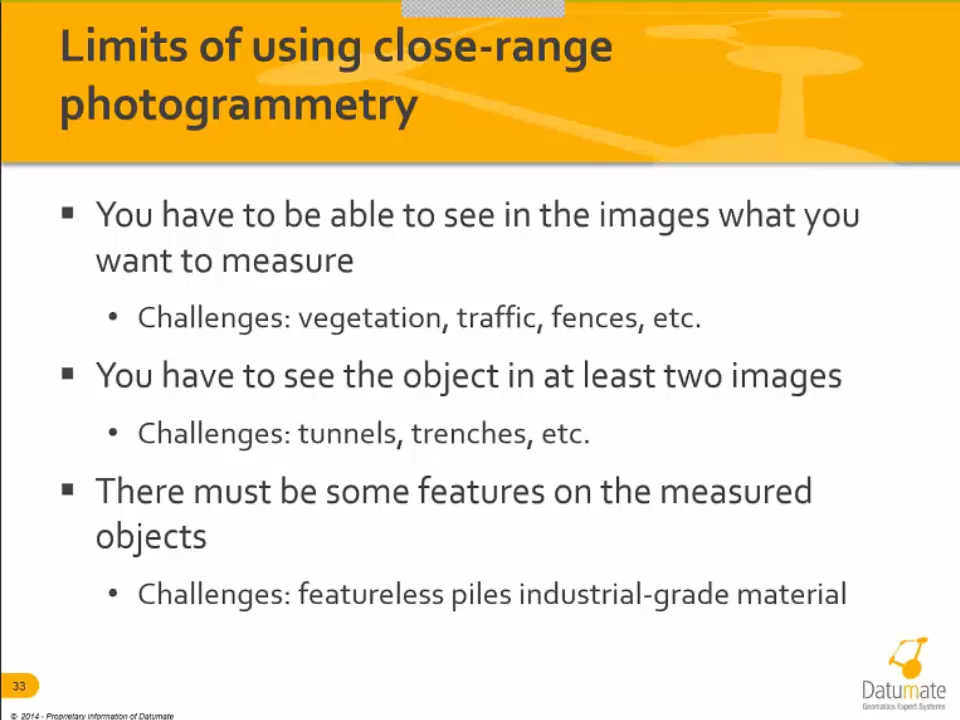 Limits of using close-range
photogrammetry
▪ You have to be able to see in the images what you
want to measure
• Challenges: vegetation, traffic, fences, etc.
▪ You have to see the object in at least two images
• Challenges: tunnels, trenches, etc.
▪ There must be some features on the measured
objects
• Challenges: featureless piles industrial-grade material
33
Datumate
Geomatics Expert Systems
© 2014 - Proprietary information of Datumate